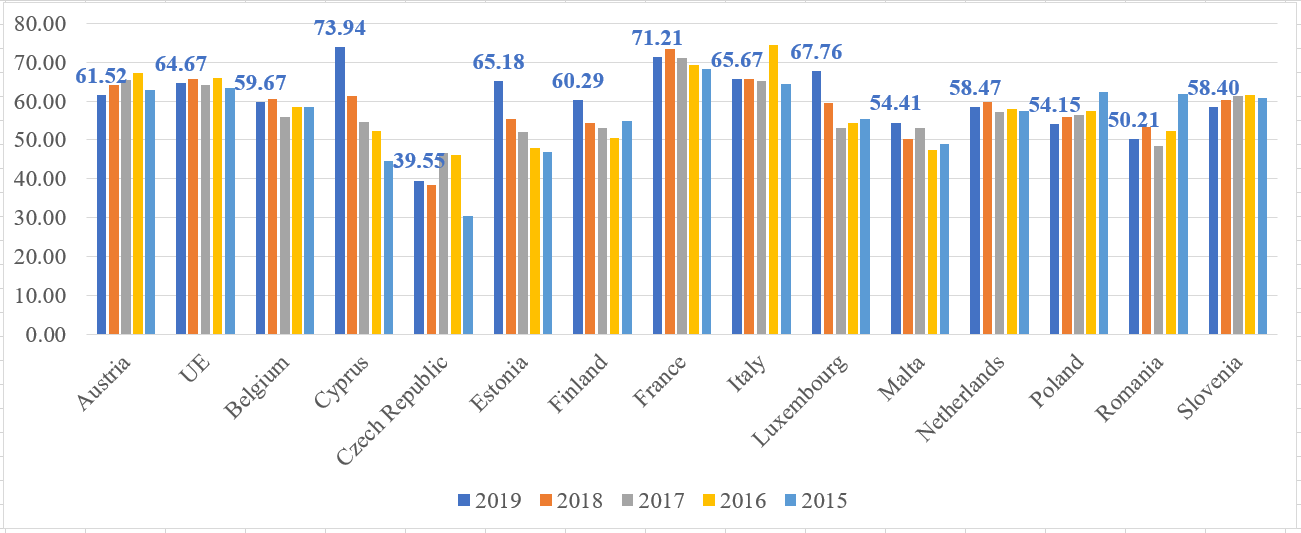 80.00
70.00
60.00
50.00
40.00
30.00
20.00
10.00
0.00
61.52
64.67
59.67
73.94
39.55
65.18
60.29
71.21
65.67
67.76
54.41
58.47
54.15
50.21
58.40
Austria
UE
Belgium
Cyprus
Czech Republic
Estonia
Finland
France
Italy
Luxembourg
Malta
Netherlands
Poland
Romania
Slovenia
2019 2018 2017 2016 2015